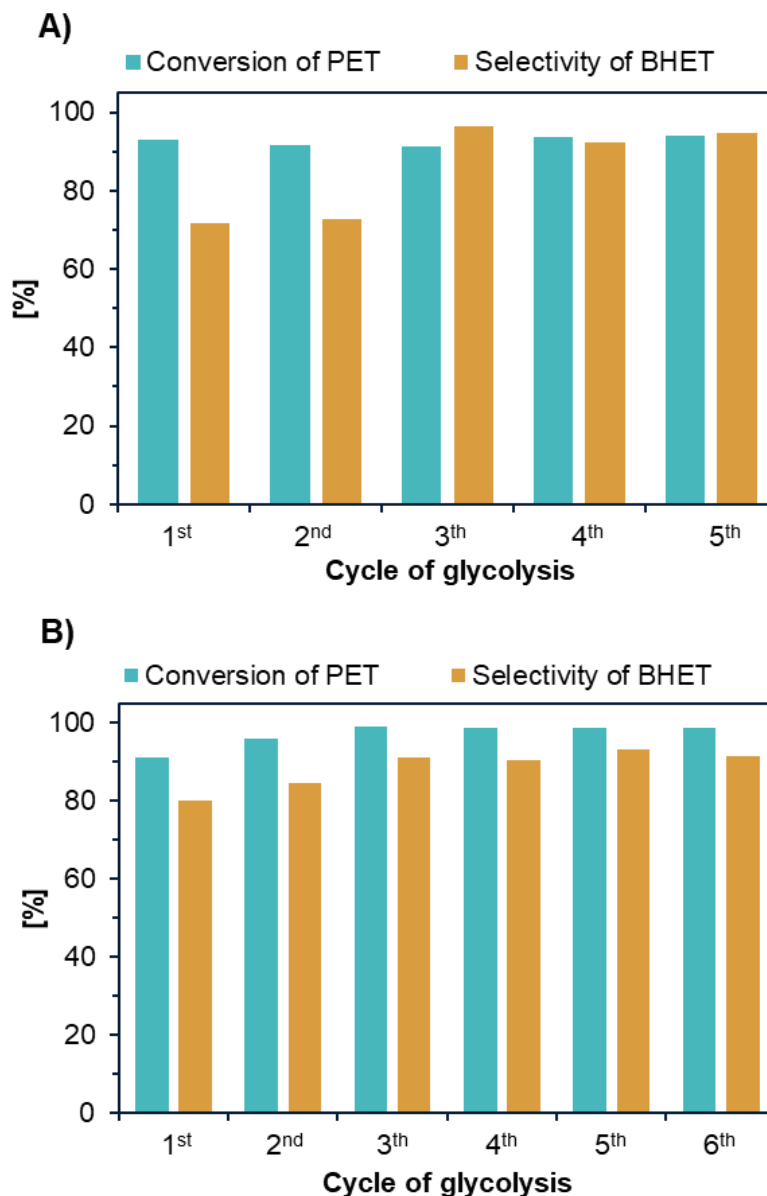 A)
Conversion of PET Selectivity of BHET
100
80
60
40
20
0
[%]
1st 2nd 3th 4th 5th
Cycle of glycolysis
B)
Conversion of PET Selectivity of BHET
100
80
60
40
20
0
[%]
1st 2nd 3th 4th 5th 6th
Cycle of glycolysis